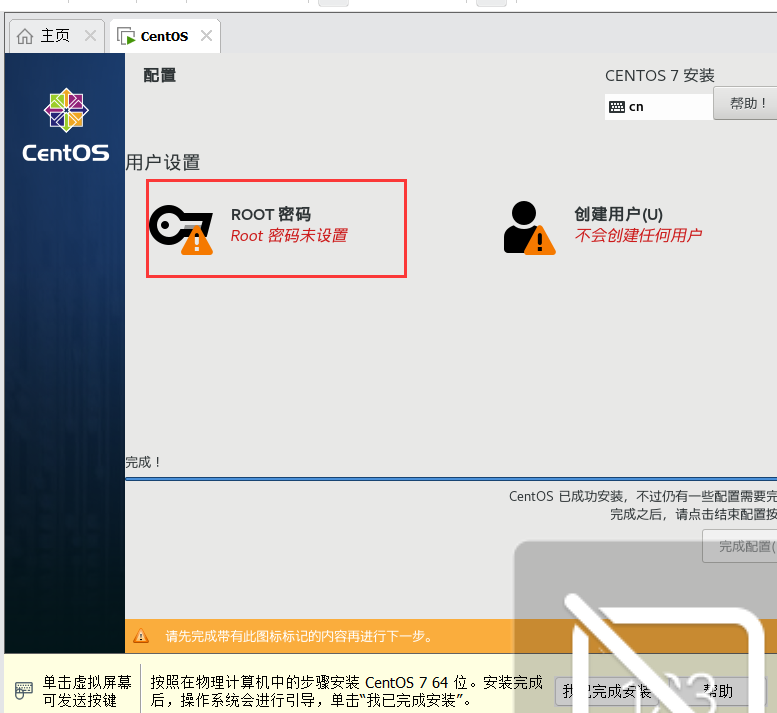 主页
CentOS
配置
CENTOS 7 安装
cn
帮助！
CentOS
用户设置
ROOT 密码
Root 密码未设置
创建用户(U)
不会创建任何用户
完成！
CentOS 已成功安装，不过仍有一些配置需要完
完成之后，请点击结束配置按
完成配置(
请先完成带有此图标标记的内容再进行下一步。
单击虚拟屏幕
可发送按键
按照在物理计算机中的步骤安装 CentOS 7 64 位。安装完成
后，操作系统会进行引导，单击“我已完成安装”。
我已完成安装
帮助